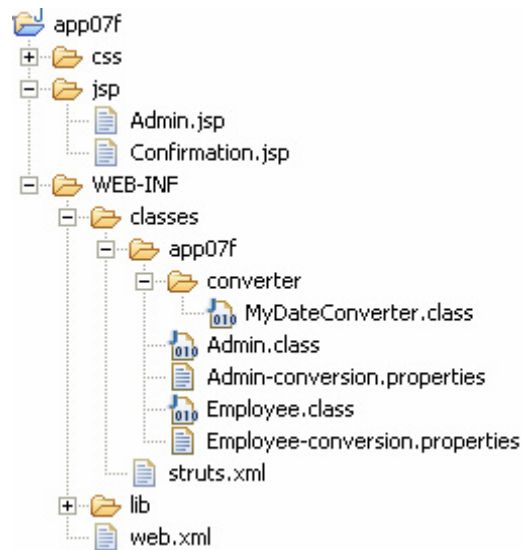 app07f
css
jsp
Admin.jsp
Confirmation.jsp
WEB-INF
classes
app07f
converter
MyDateConverter.class
Admin.class
Admin-conversion.properties
Employee.class
Employee-conversion.properties
struts.xml
lib
web.xml